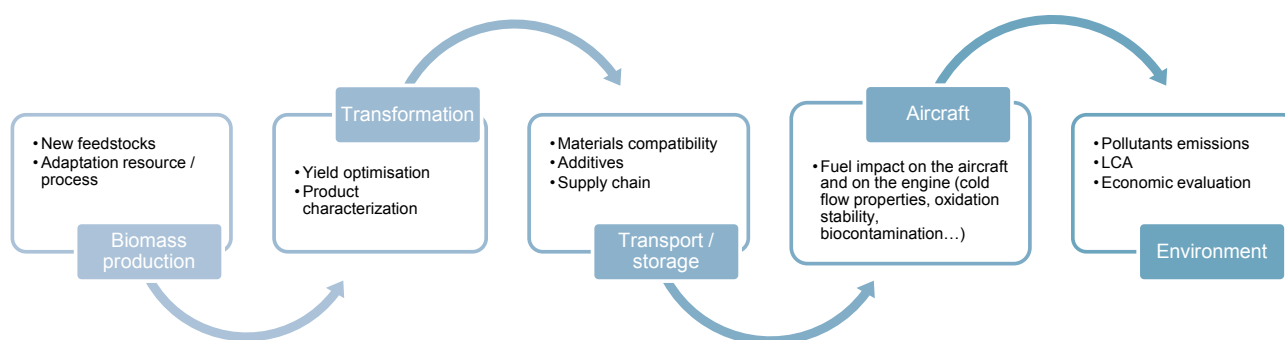 • New feedstocks
• Adaptation resource /
process
Biomass
production
Transformation
• Yield optimisation
• Product
characterization
• Materials compatibility
• Additives
• Supply chain
Transport /
storage
Aircraft
• Fuel impact on the aircraft
and on the engine (cold
flow properties, oxidation
stability,
biocontamination…)
• Pollutants emissions
• LCA
• Economic evaluation
Environment